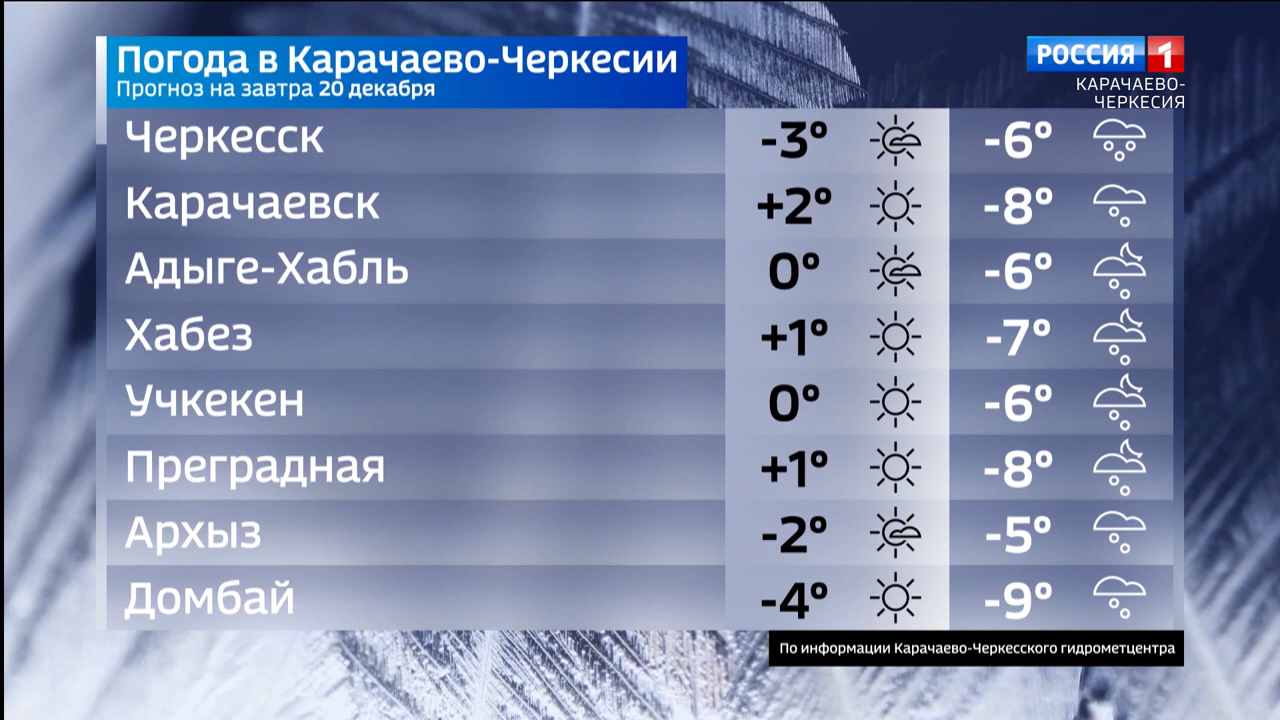 Погода в Карачаево-Черкесии
Прогноз на завтра 20 декабря
РОССИЯ 1
КАРАЧАЕВО-
ЧЕРКЕСИЯ
Черкесск -3° -6°
Карачаевск +2° -8°
Адыге-Хабль 0° -6°
Хабез +1° -7°
Учкекен 0° -6°
Преградная +1° -8°
Архыз -2° -5°
Домбай -4° -9°
По информации Карачаево-Черкесского гидрометцентра